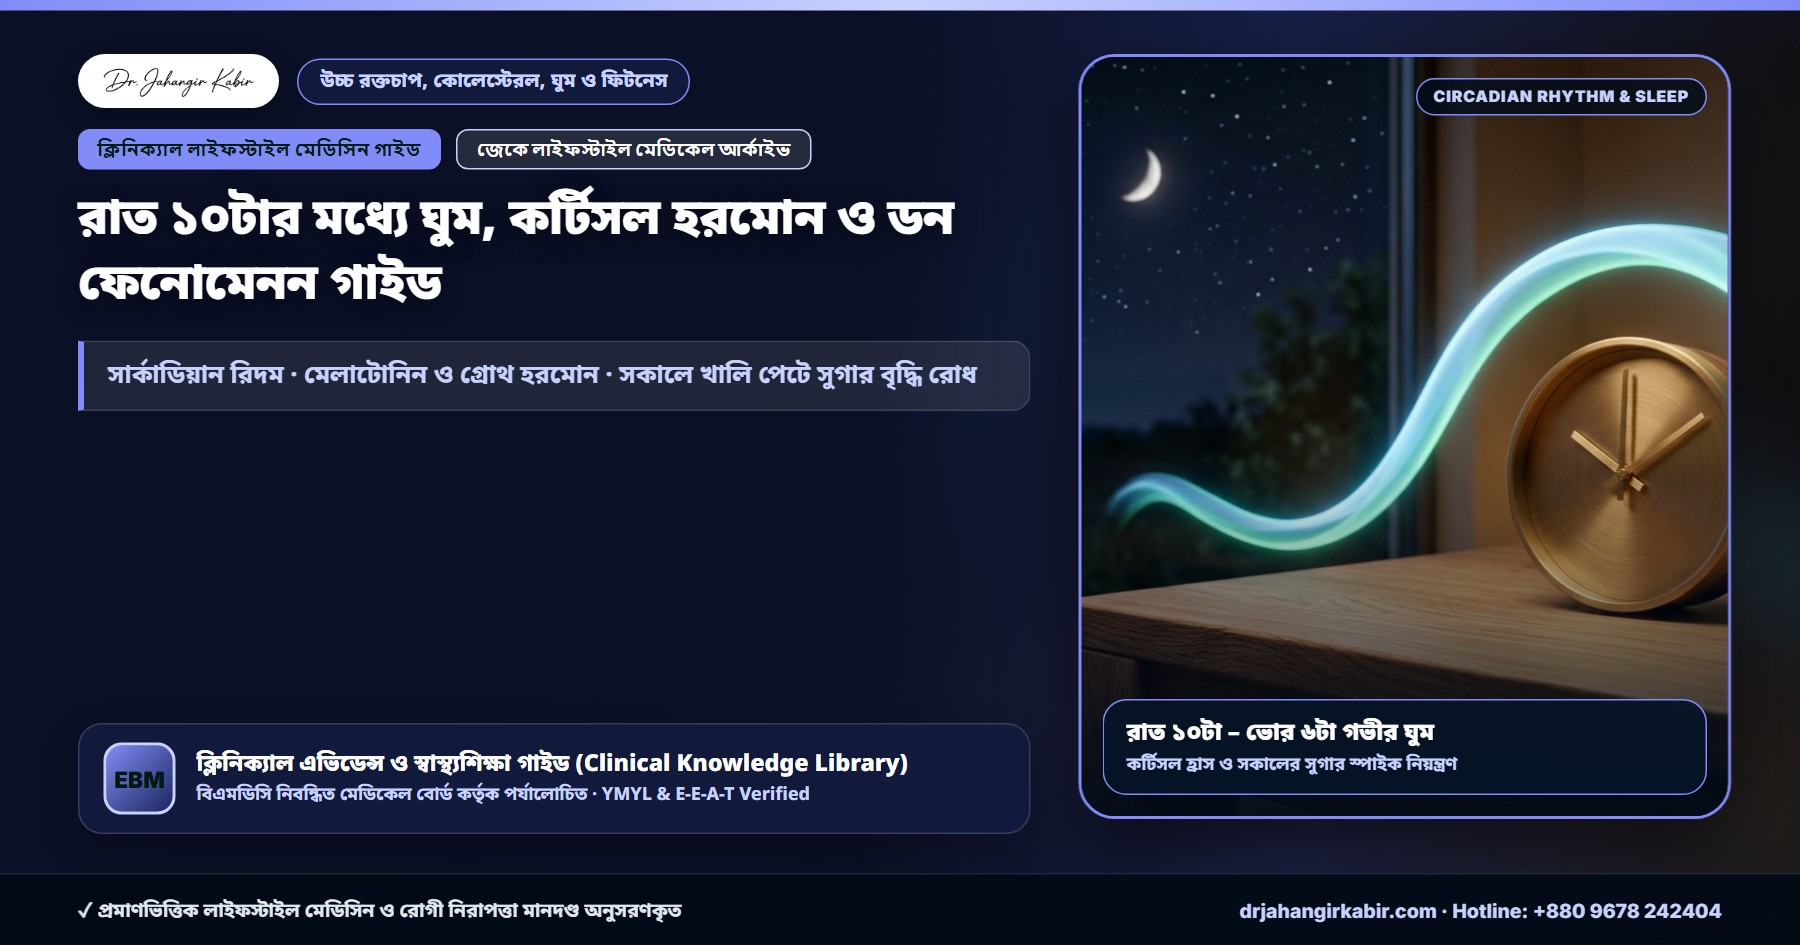 Dr. Jahangir Kabir
উচ্চ রক্তচাপ, কোলেস্টেরল, ঘুম ও ফিটনেস
ক্লিনিক্যাল লাইফস্টাইল মেডিসিন গাইড
জেকে লাইফস্টাইল মেডিকেল আর্কাইভ
রাত ১০টার মধ্যে ঘুম, কর্টিসল হরমোন ও ডন
ফেনোমেনন গাইড
সার্কাডিয়ান রিদম · মেলাটোনিন ও গ্রোথ হরমোন · সকালে খালি পেটে সুগার বৃদ্ধি রোধ
CIRCADIAN RHYTHM & SLEEP
রাত ১০টা – ভোর ৬টা গভীর ঘুম
কর্টিসল হ্রাস ও সকালের সুগার স্পাইক নিয়ন্ত্রণ
EBM
ক্লিনিক্যাল এভিডেন্স ও স্বাস্থ্যশিক্ষা গাইড (Clinical Knowledge Library)
বিএমডিসি নিবন্ধিত মেডিকেল বোর্ড কর্তৃক পর্যালোচিত · YMYL & E-E-A-T Verified
✓ প্রমাণভিত্তিক লাইফস্টাইল মেডিসিন ও রোগী নিরাপত্তা মানদণ্ড অনুসরণকৃত
drjahangirkabir.com · Hotline: +880 9678 242404